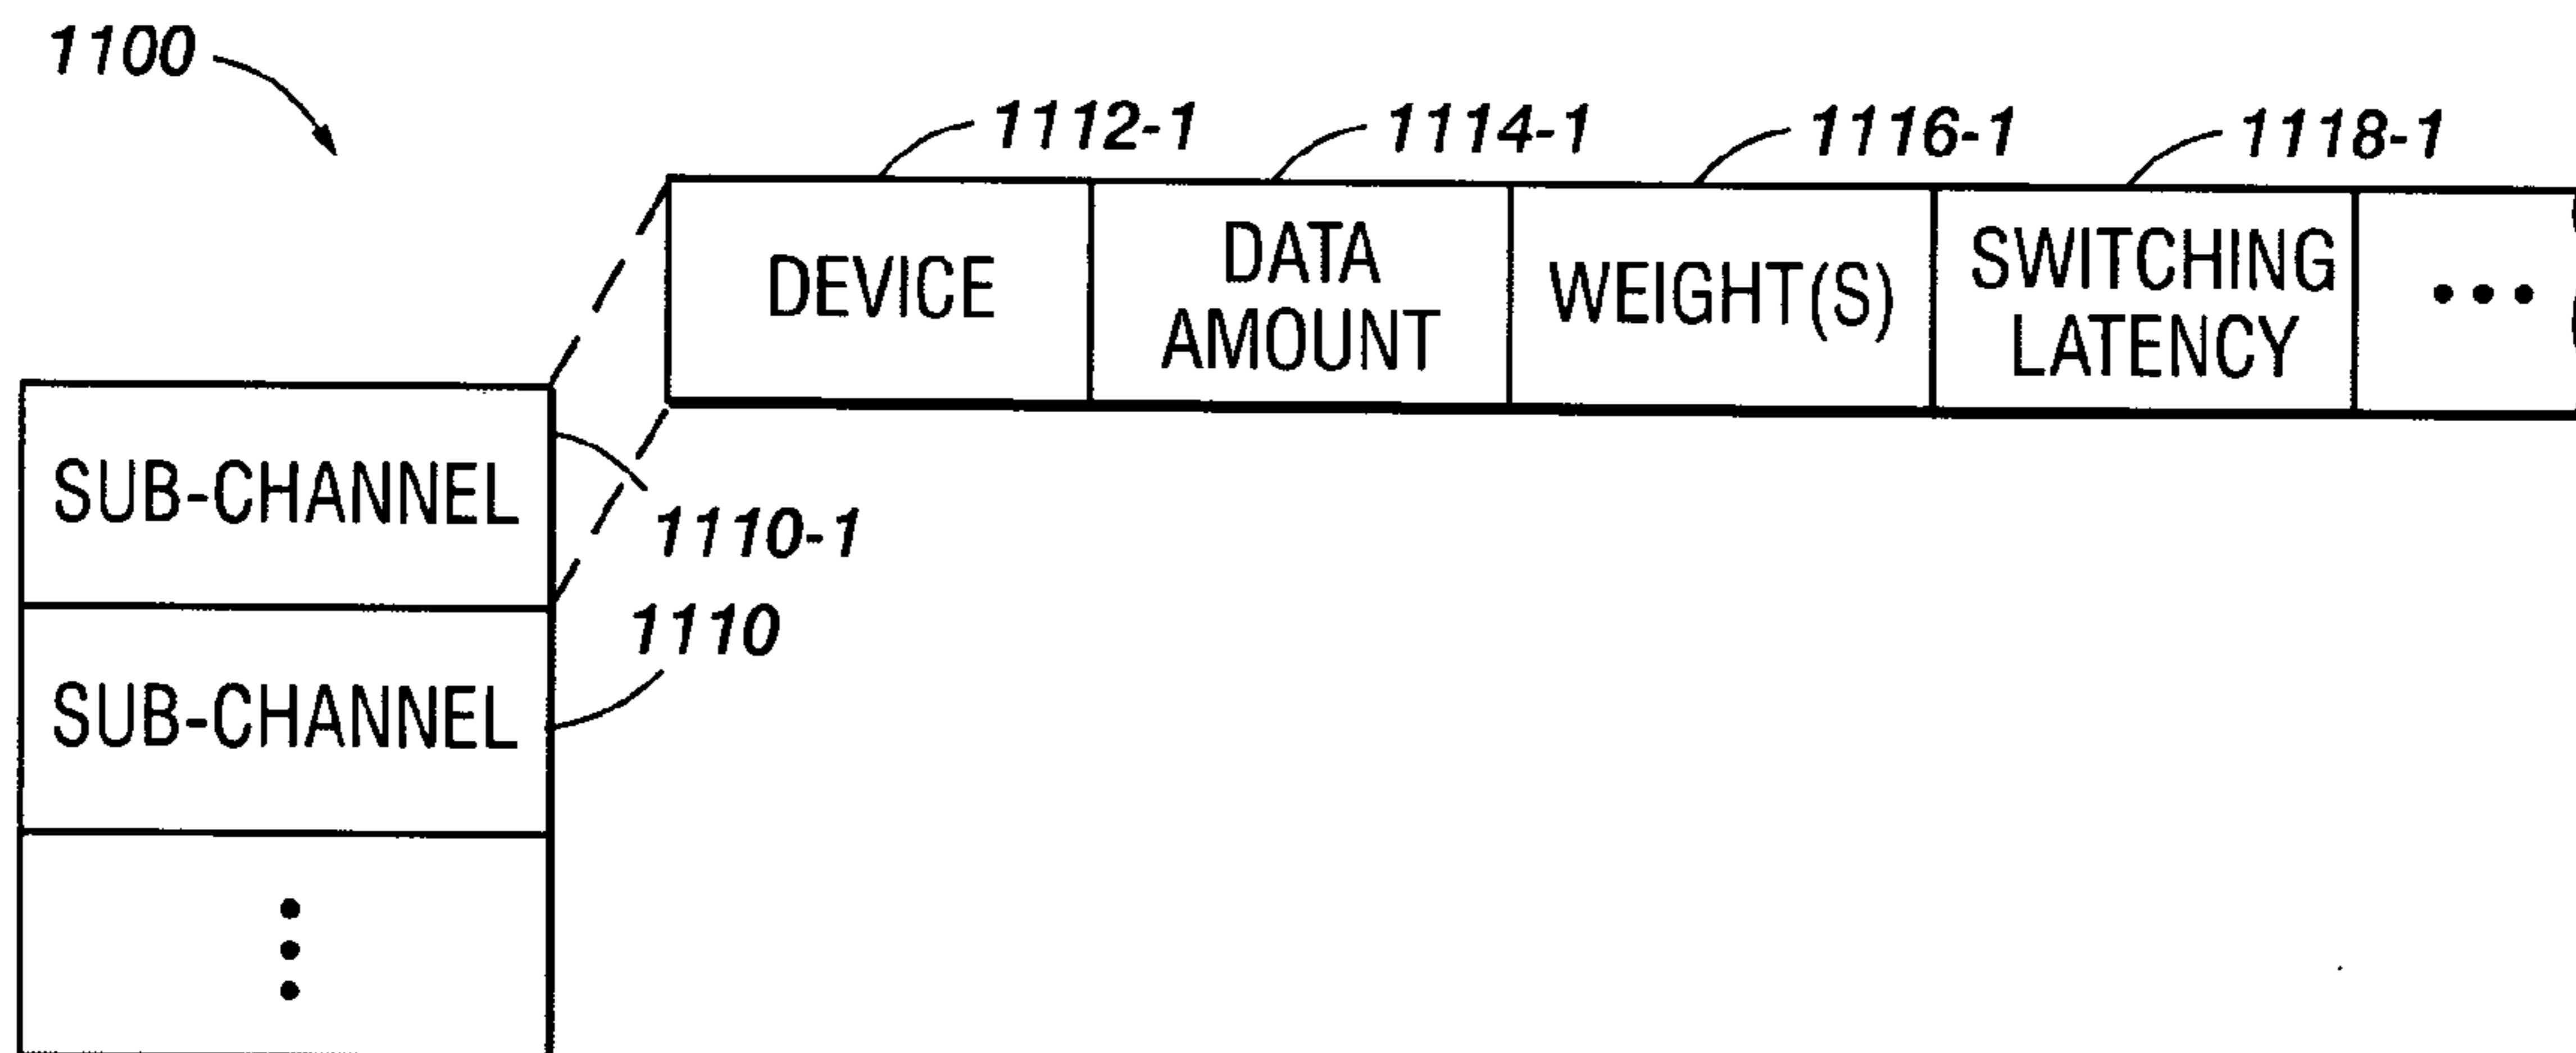 1100
1112-1 1114-1 1116-1 1118-1
DEVICE
DATA
AMOUNT
WEIGHT(S)
SWITCHING
LATENCY
•••
SUB-CHANNEL
1110-1
1110
SUB-CHANNEL